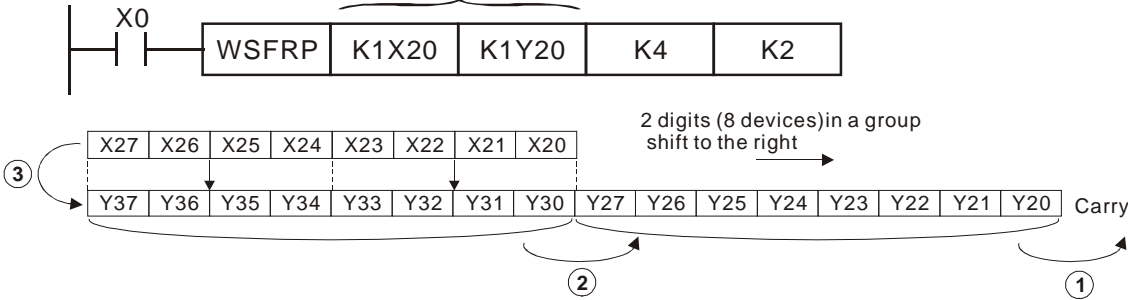 X0
WSFRP K1X20 K1Y20 K4 K2
2 digits (8 devices)in a group
shift to the right
X27 X26 X25 X24 X23 X22 X21 X20
3
Y37 Y36 Y35 Y34 Y33 Y32 Y31 Y30 Y27 Y26 Y25 Y24 Y23 Y22 Y21 Y20 Carry
2
1